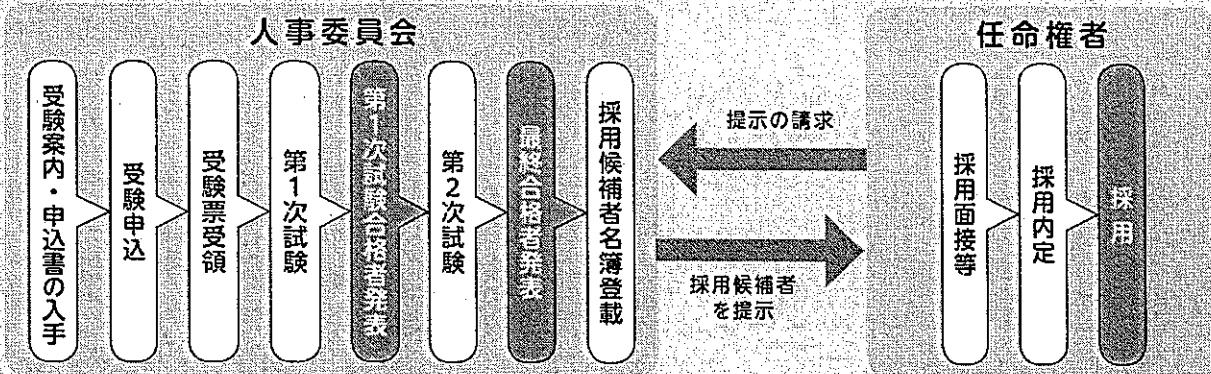 人事委員会
受験案内・申込書の入手
受験申込
受験票受領
第1次試験
第1次試験合格者発表
第2次試験
最終合格者発表
採用候補者名簿登載
提示の請求
採用候補者
を提示
任命権者
採用面接等
採用内定
採用